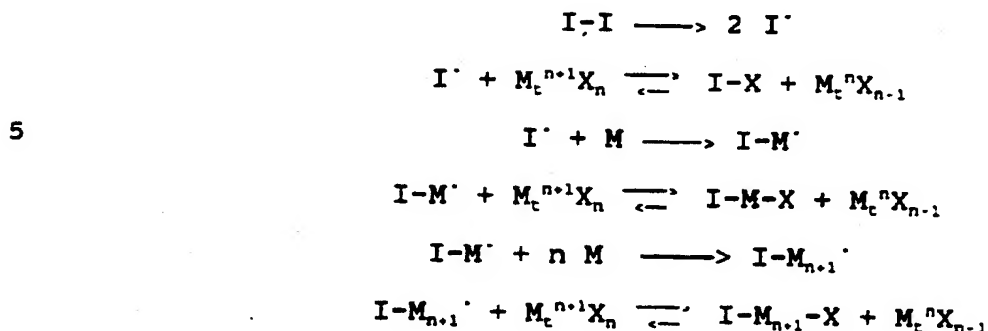 I-I ⟶ 2 I˙
I˙ + Mₜⁿ⁺¹Xₙ ⇌ I-X + MₜⁿXₙ₋₁
5
I˙ + M ⟶ I-M˙
I-M˙ + Mₜⁿ⁺¹Xₙ ⇌ I-M-X + MₜⁿXₙ₋₁
I-M˙ + n M ⟶ I-Mₙ₊₁˙
I-Mₙ₊₁˙ + Mₜⁿ⁺¹Xₙ ⇌ I-Mₙ₊₁-X + MₜⁿXₙ₋₁